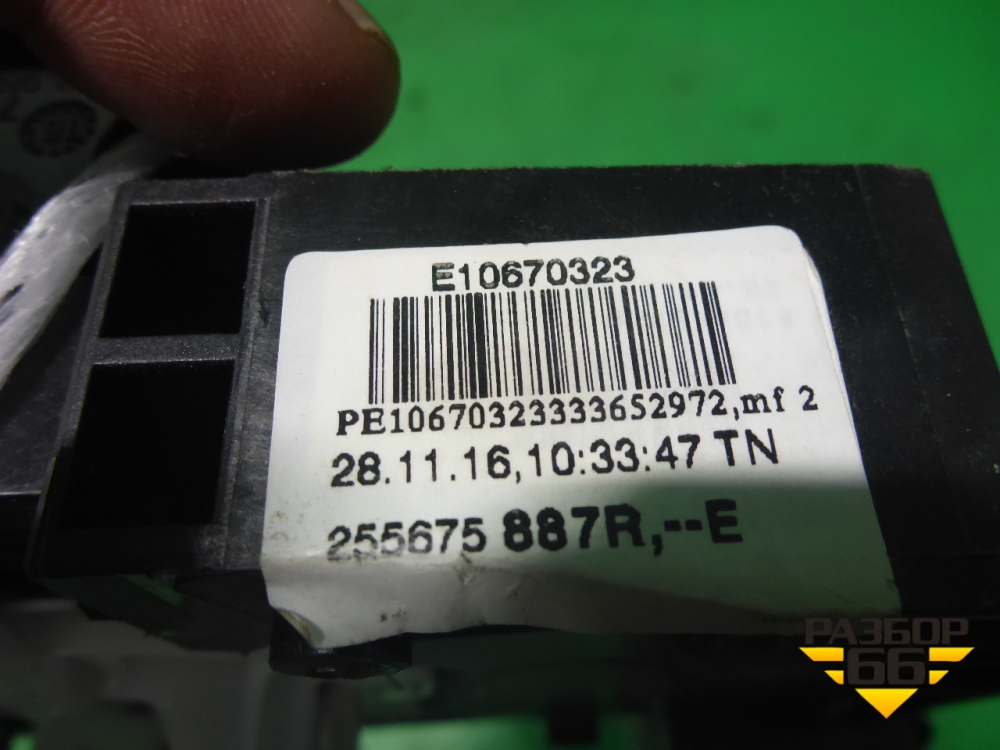 E10670323
PE10670323333652972,mf 2
28.11.16,10:33:47 TN
255675 887R,--E
РАЗБОР
66